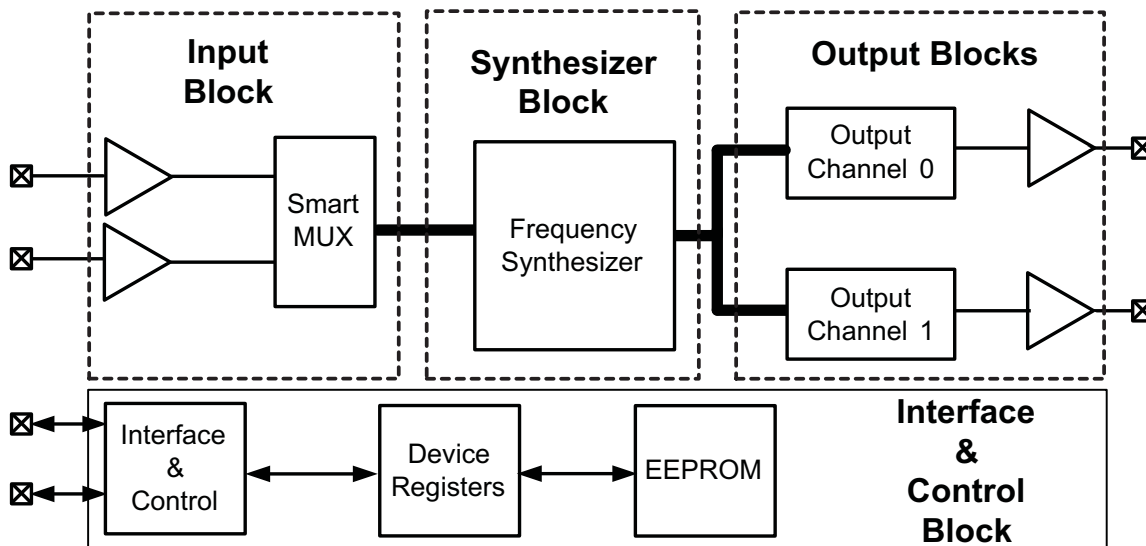 Input
Block
Synthesizer
Block
Output Blocks
Smart
MUX
Frequency
Synthesizer
Output
Channel 0
Output
Channel 1
Interface
&
Control
Device
Registers
EEPROM
Interface
&
Control
Block